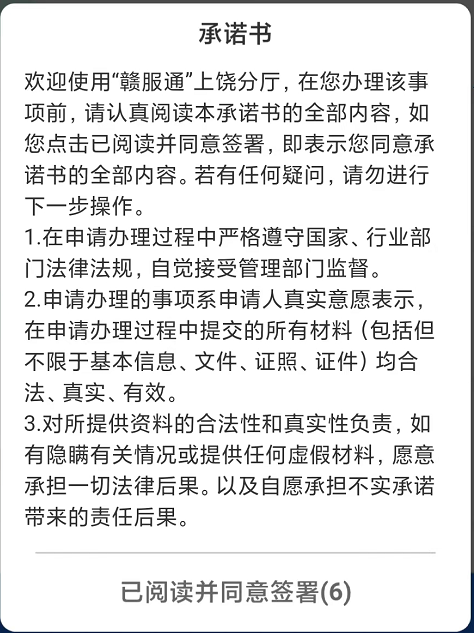 承诺书
欢迎使用“赣服通”上饶分厅，在您办理该事
项前，请认真阅读本承诺书的全部内容，如
您点击已阅读并同意签署，即表示您同意承
诺书的全部内容。若有任何疑问，请勿进行
下一步操作。
1.在申请办理过程中严格遵守国家、行业部
门法律法规，自觉接受管理部门监督。
2.申请办理的事项系申请人真实意愿表示，
在申请办理过程中提交的所有材料（包括但
不限于基本信息、文件、证照、证件）均合
法、真实、有效。
3.对所提供资料的合法性和真实性负责，如
有隐瞒有关情况或提供任何虚假材料，愿意
承担一切法律后果。以及自愿承担不实承诺
带来的责任后果。
已阅读并同意签署(6)